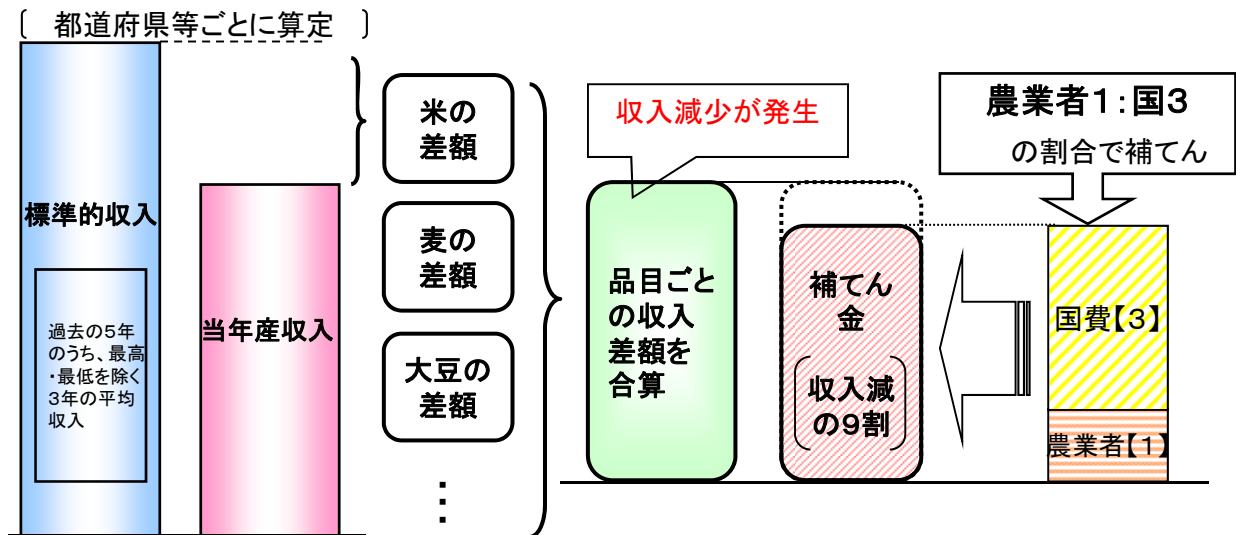 〔 都道府県等ごとに算定 〕
標準的収入
過去の5年
のうち、最高
・最低を除く
3年の平均
収入
当年産収入
米の
差額
麦の
差額
大豆の
差額
⋮
収入減少が発生
品目ごと
の収入
差額を
合算
補てん
金
収入減
の9割
農業者1:国3
の割合で補てん
国費【3】
農業者【1】